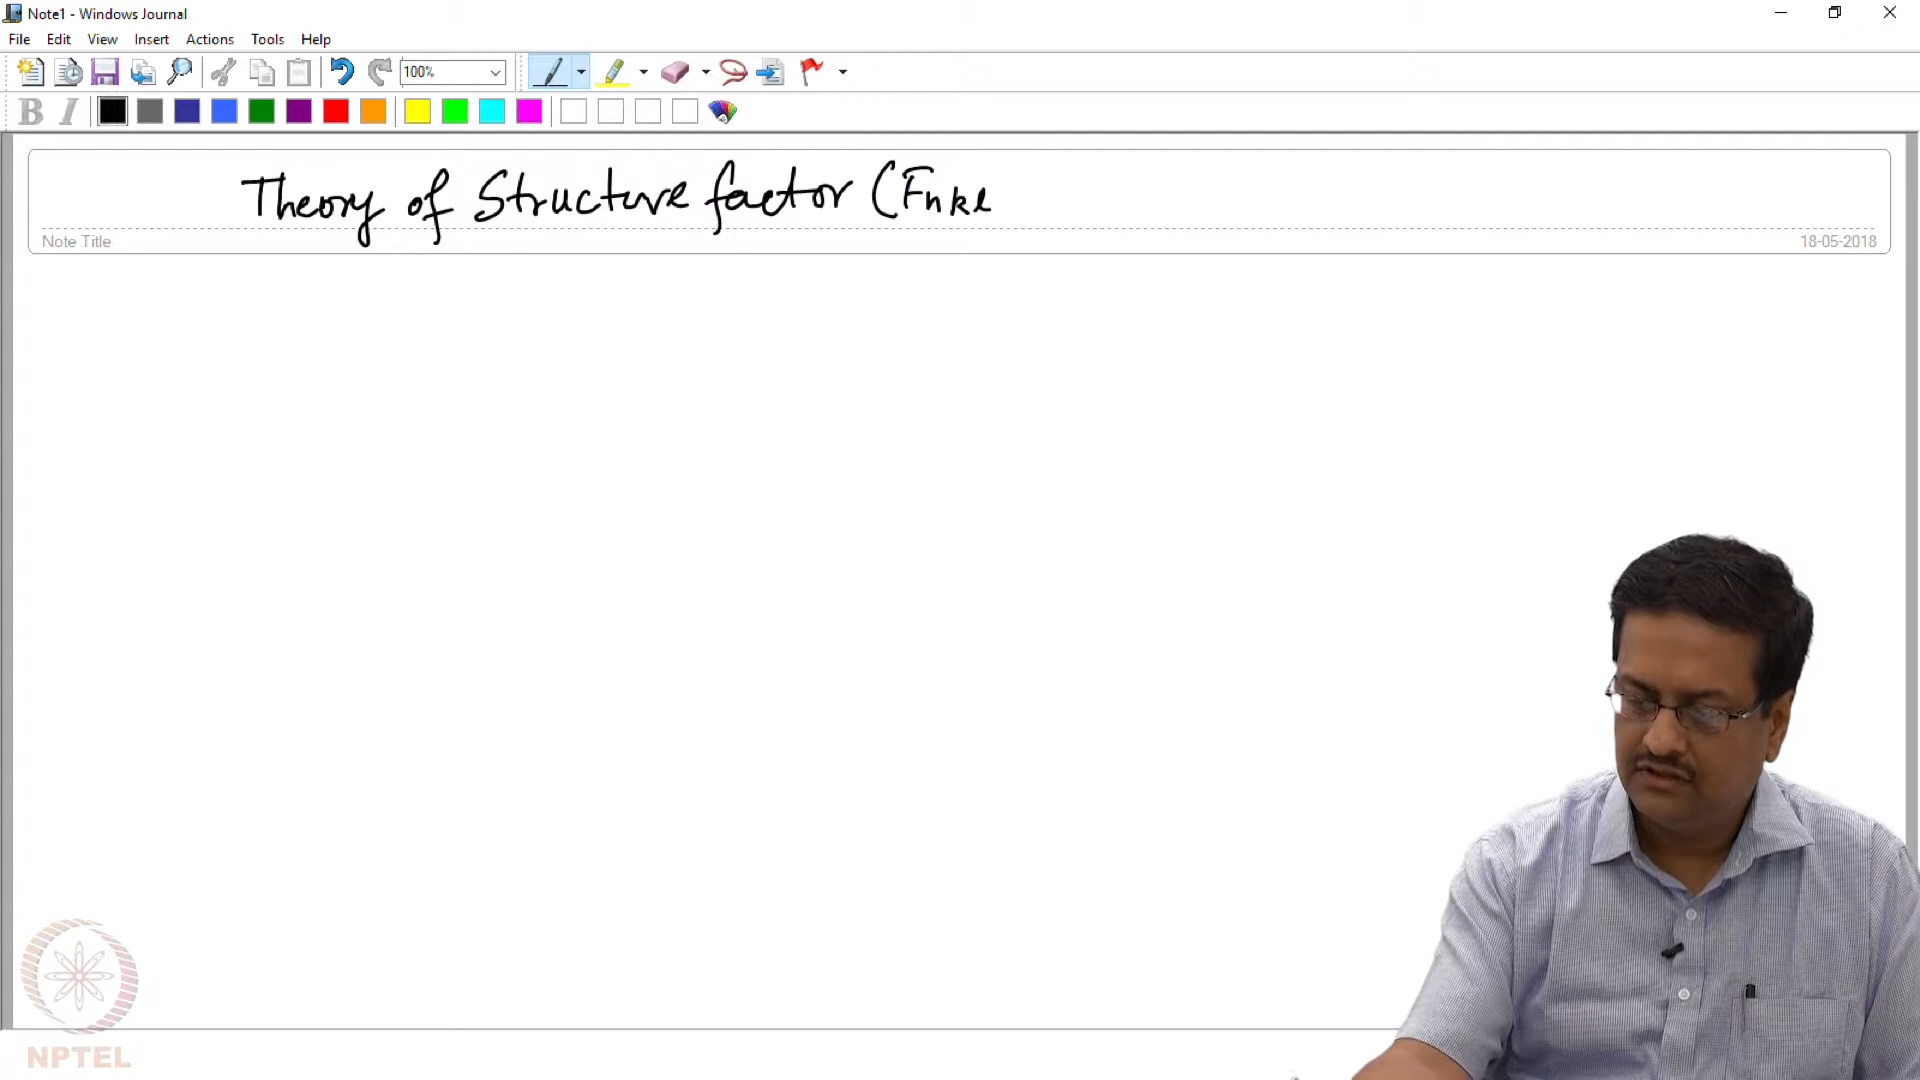 Note1 - Windows Journal
File Edit View Insert Actions Tools Help
100%
B I
Theory of Structure factor (Fhkl
Note Title
18-05-2018
NPTEL